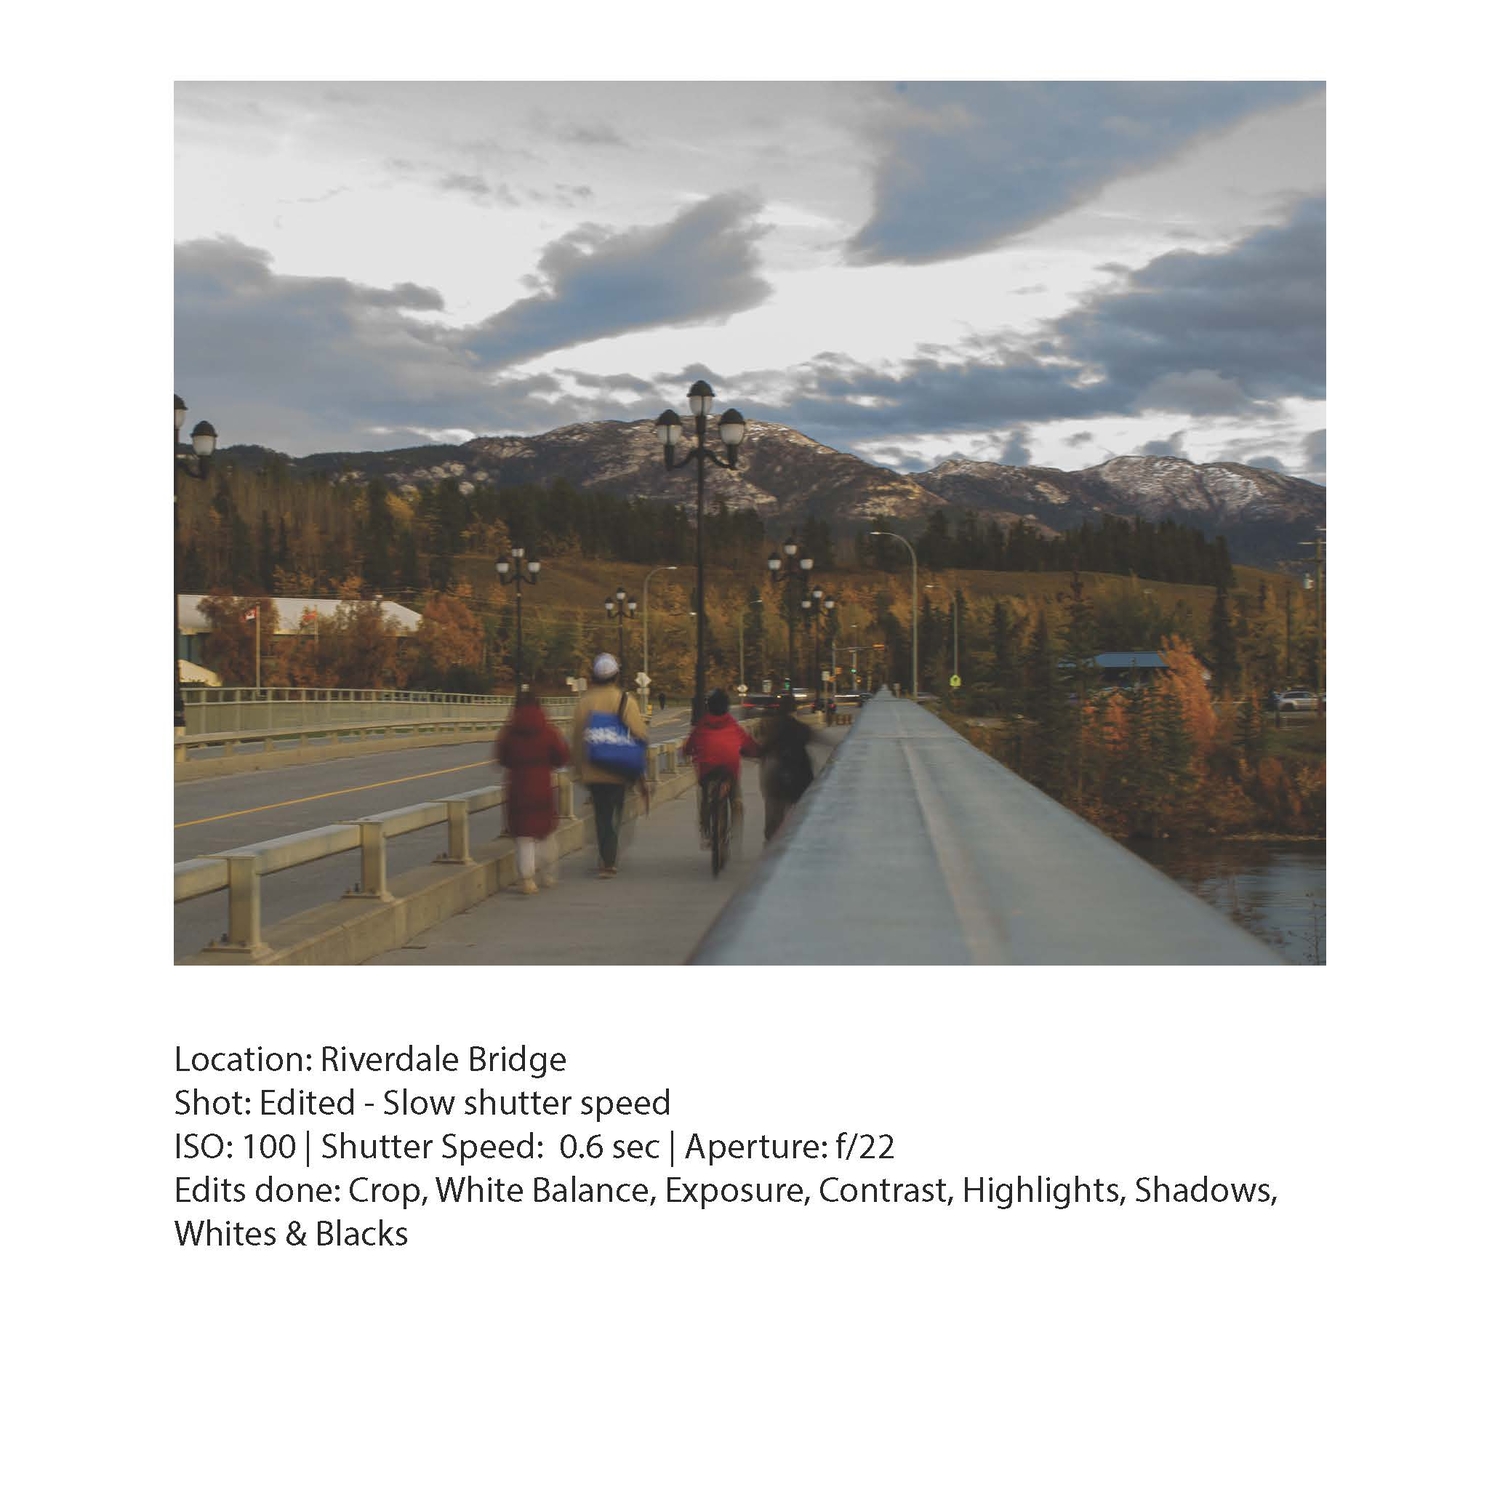 Location: Riverdale Bridge
Shot: Edited - Slow shutter speed
ISO: 100 | Shutter Speed:  0.6 sec | Aperture: f/22
Edits done: Crop, White Balance, Exposure, Contrast, Highlights, Shadows,
Whites & Blacks